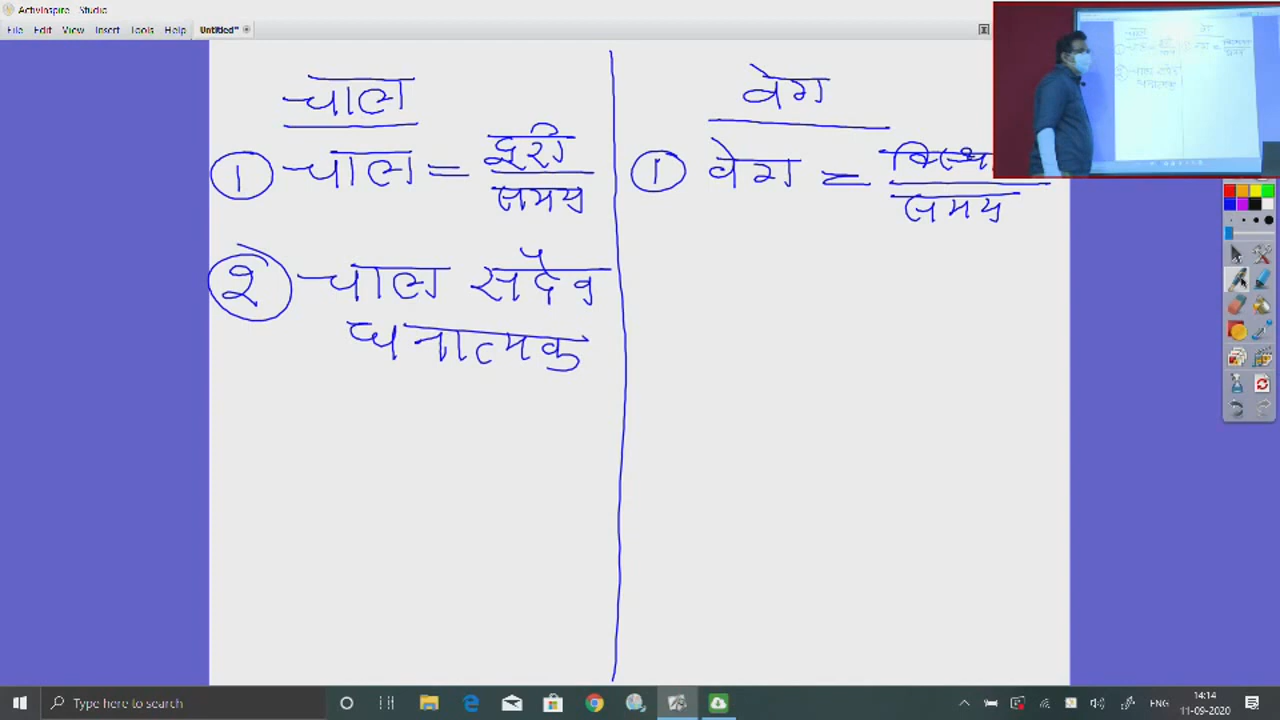 ActivInspire - Studio
File Edit View Insert Tools Help Untitled*
चाल
① चाल = दूरी / समय
② चाल सदैव
धनात्मक
वेग
① वेग = / समय
Type here to search
ENG
14:14
11-09-2020